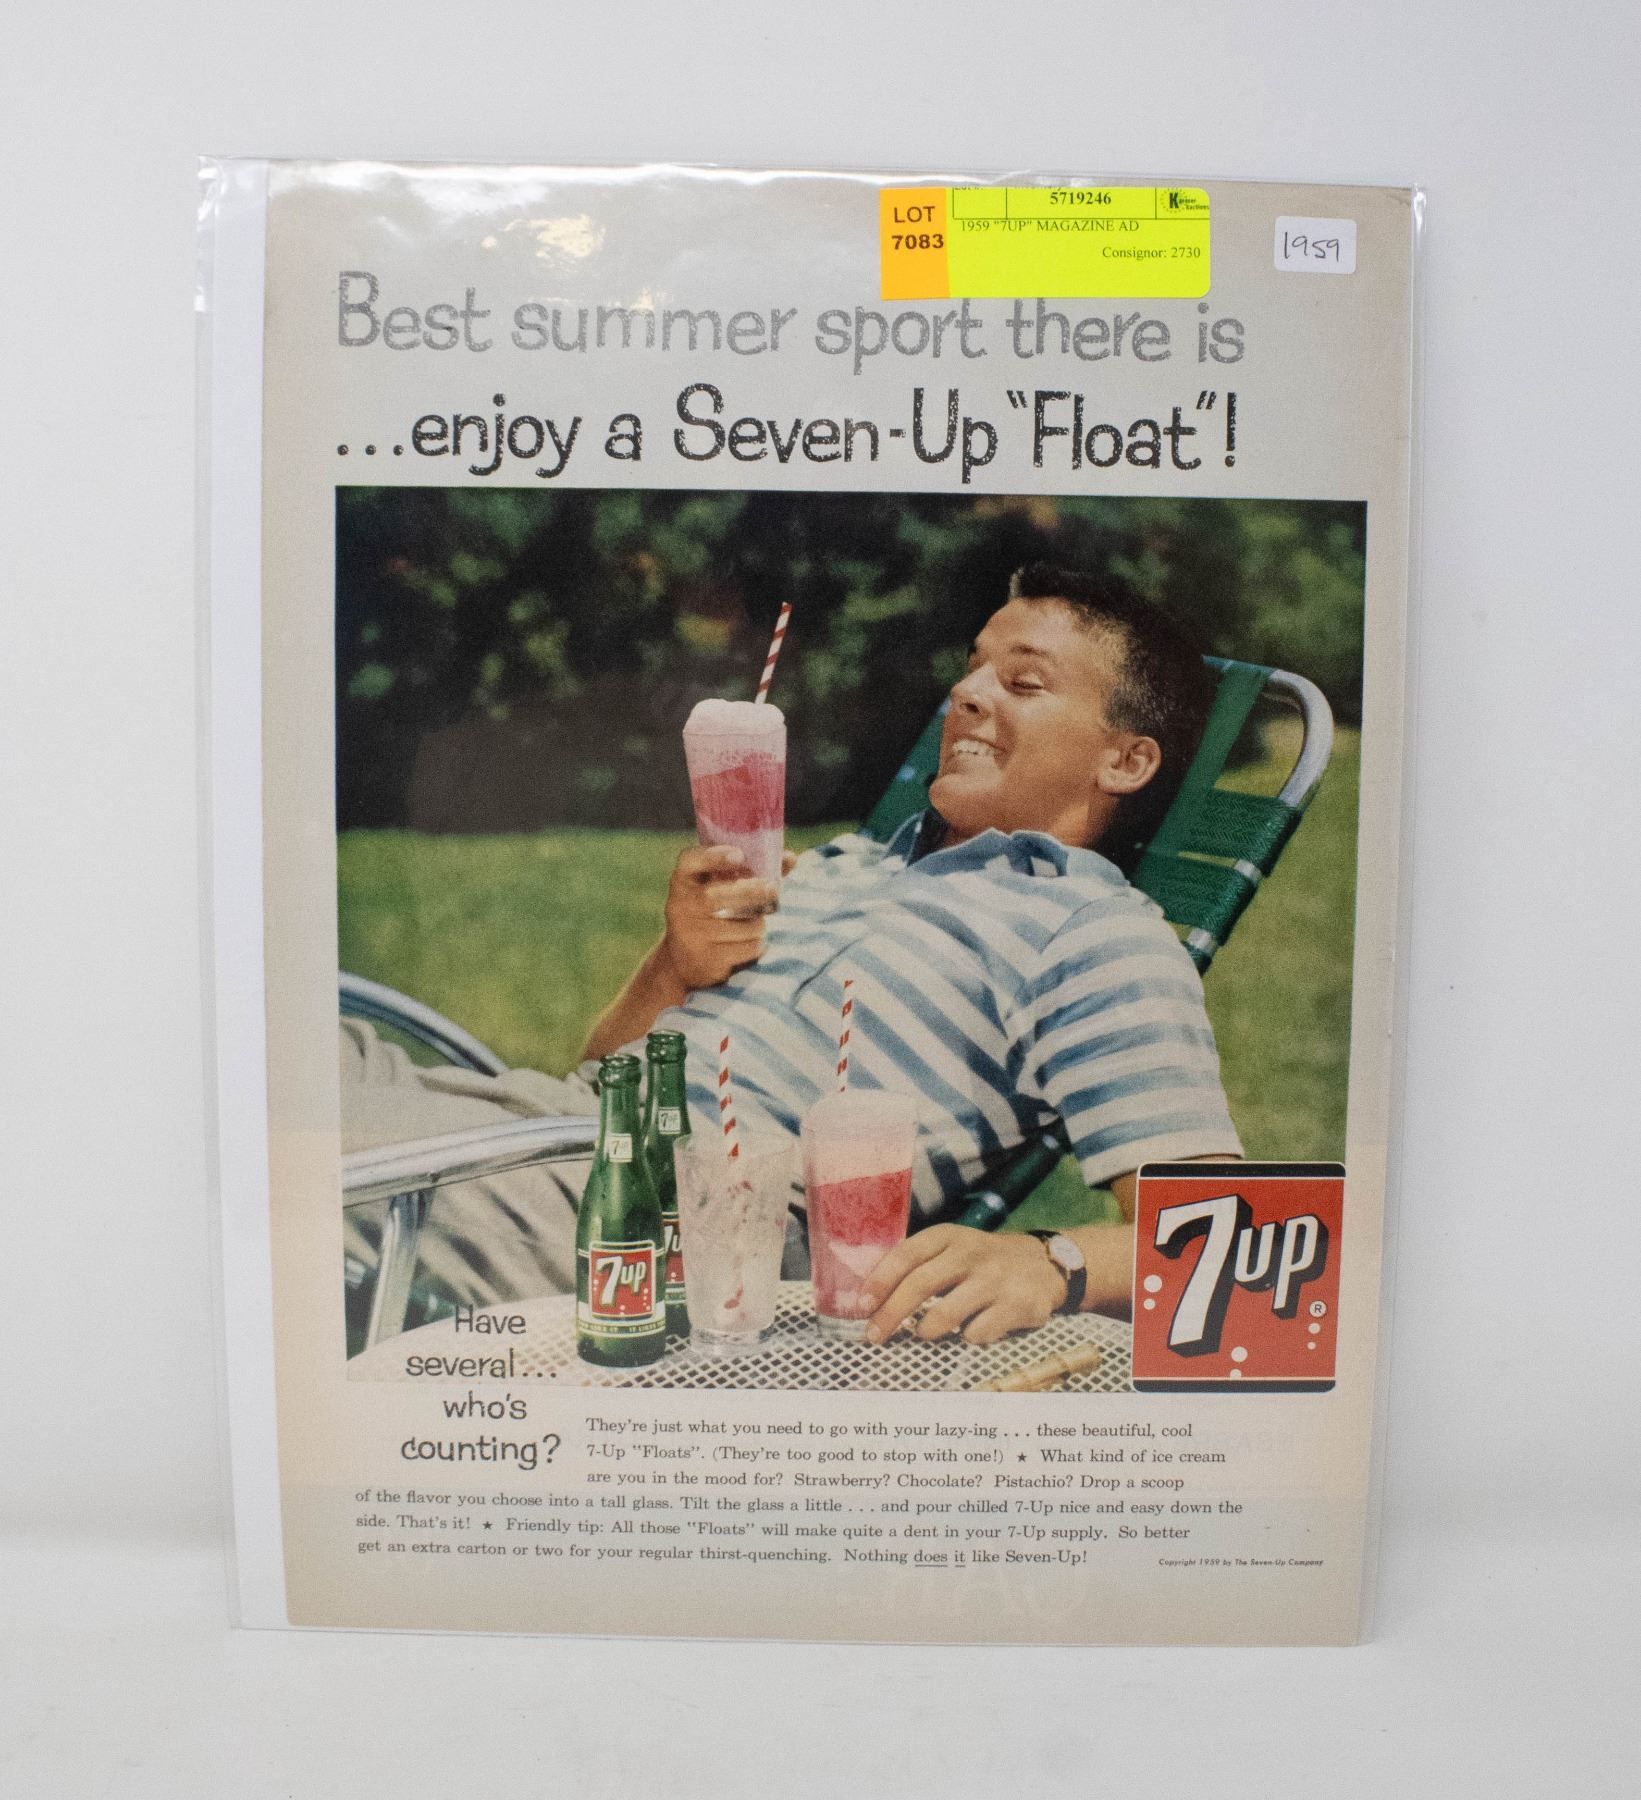 LOT
7083
5719246
Karener Auctions
1959 "7UP" MAGAZINE AD
Consignor: 2730
1959
Best summer sport there is
...enjoy a Seven-Up "Float"!
7up
7up
7up
7up
7up ®
Have
several...
who's
counting?
They're just what you need to go with your lazy-ing . . . these beautiful, cool
7-Up "Floats". (They're too good to stop with one!) ★ What kind of ice cream
are you in the mood for? Strawberry? Chocolate? Pistachio? Drop a scoop
of the flavor you choose into a tall glass. Tilt the glass a little . . . and pour chilled 7-Up nice and easy down the
side. That's it! ★ Friendly tip: All those "Floats" will make quite a dent in your 7-Up supply. So better
get an extra carton or two for your regular thirst-quenching. Nothing does it like Seven-Up!
Copyright 1959 by The Seven-Up Company